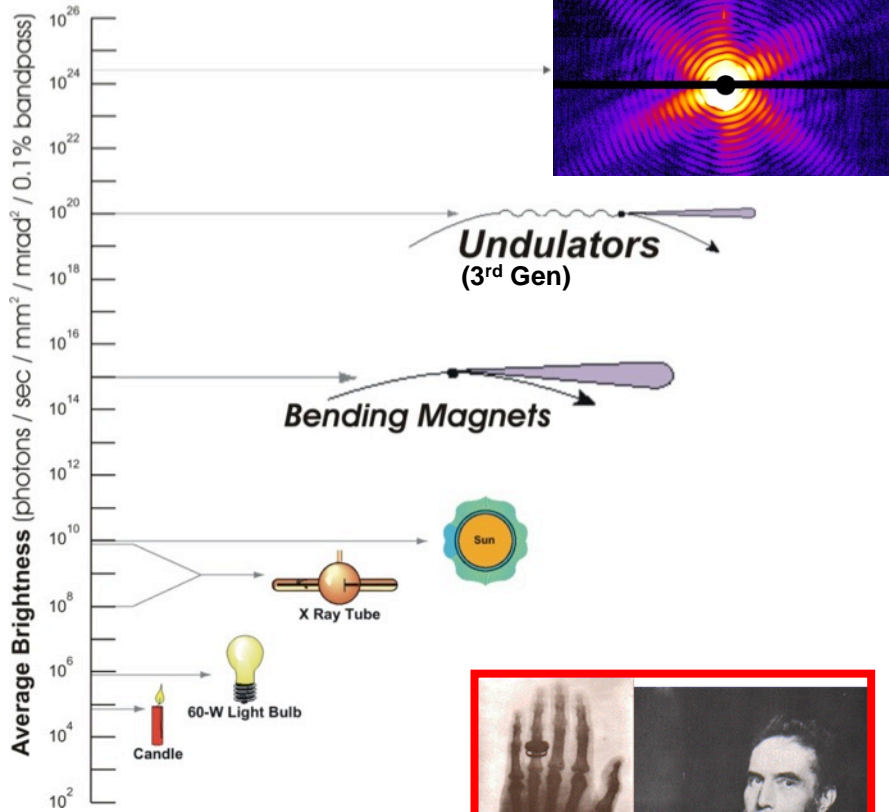 Average Brightness (photons / sec / mm² / mrad² / 0.1% bandpass)
10²⁶
10²⁴
10²²
10²⁰
10¹⁸
10¹⁶
10¹⁴
10¹²
10¹⁰
10⁸
10⁶
10⁴
10²
Undulators
(3rd Gen)
Bending Magnets
Sun
X Ray Tube
60-W Light Bulb
Candle